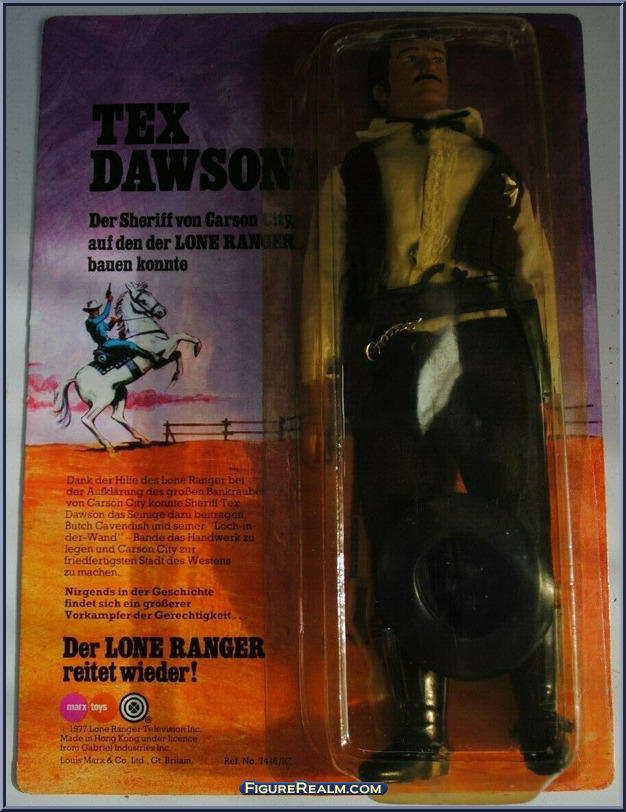 TEX
DAWSON
Der Sheriff von Carson City,
auf den der LONE RANGER
bauen konnte
Dank der Hilfe des Lone Ranger bei
der Aufklärung des großen Bankraubes
von Carson City konnte Sheriff Tex
Dawson das Seinige dazu beitragen,
Butch Cavendish und seiner "Loch-in-
der-Wand" - Bande das Handwerk zu
legen und Carson City zur
friedfertigsten Stadt des Westens
zu machen.
Nirgends in der Geschichte
findet sich ein größerer
Vorkampfer der Gerechtigkeit...
Der LONE RANGER
reitet wieder!
marx toys
®
© 1977 Lone Ranger Television Inc.
Made in Hong Kong under licence
from Gabriel Industries Inc.
Louis Marx & Co. Ltd., Gt. Britain. Ref. No. 7446/
FIGUREREALM.COM